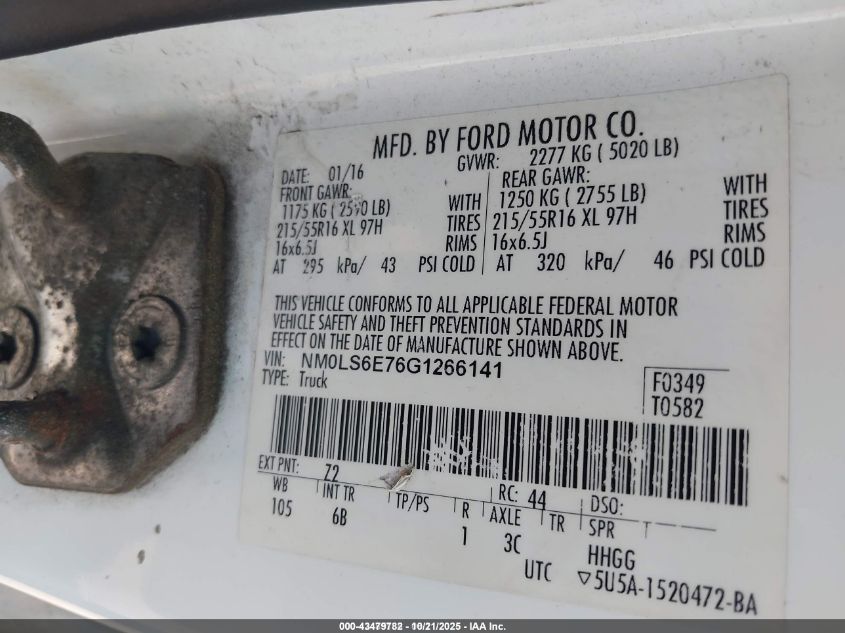 MFD. BY FORD MOTOR CO.
DATE: 01/16 GVWR: 2277 KG ( 5020 LB)
FRONT GAWR: REAR GAWR:
1175 KG ( 2590 LB) WITH 1250 KG ( 2755 LB) WITH
215/55R16 XL 97H TIRES 215/55R16 XL 97H TIRES
16x6.5J RIMS 16x6.5J RIMS
AT 295 kPa/ 43 PSI COLD AT 320 kPa/ 46 PSI COLD
THIS VEHICLE CONFORMS TO ALL APPLICABLE FEDERAL MOTOR
VEHICLE SAFETY AND THEFT PREVENTION STANDARDS IN
EFFECT ON THE DATE OF MANUFACTURE SHOWN ABOVE.
VIN: NM0LS6E76G1266141
TYPE: Truck
F0349
T0582
EXT PNT: Z2 RC: 44 DSO:
WB INT TR TP/PS R AXLE TR SPR T
105 6B 1 3C HHGG
UTC ▽5U5A-1520472-BA
000-43479782 - 10/21/2025 - IAA Inc.